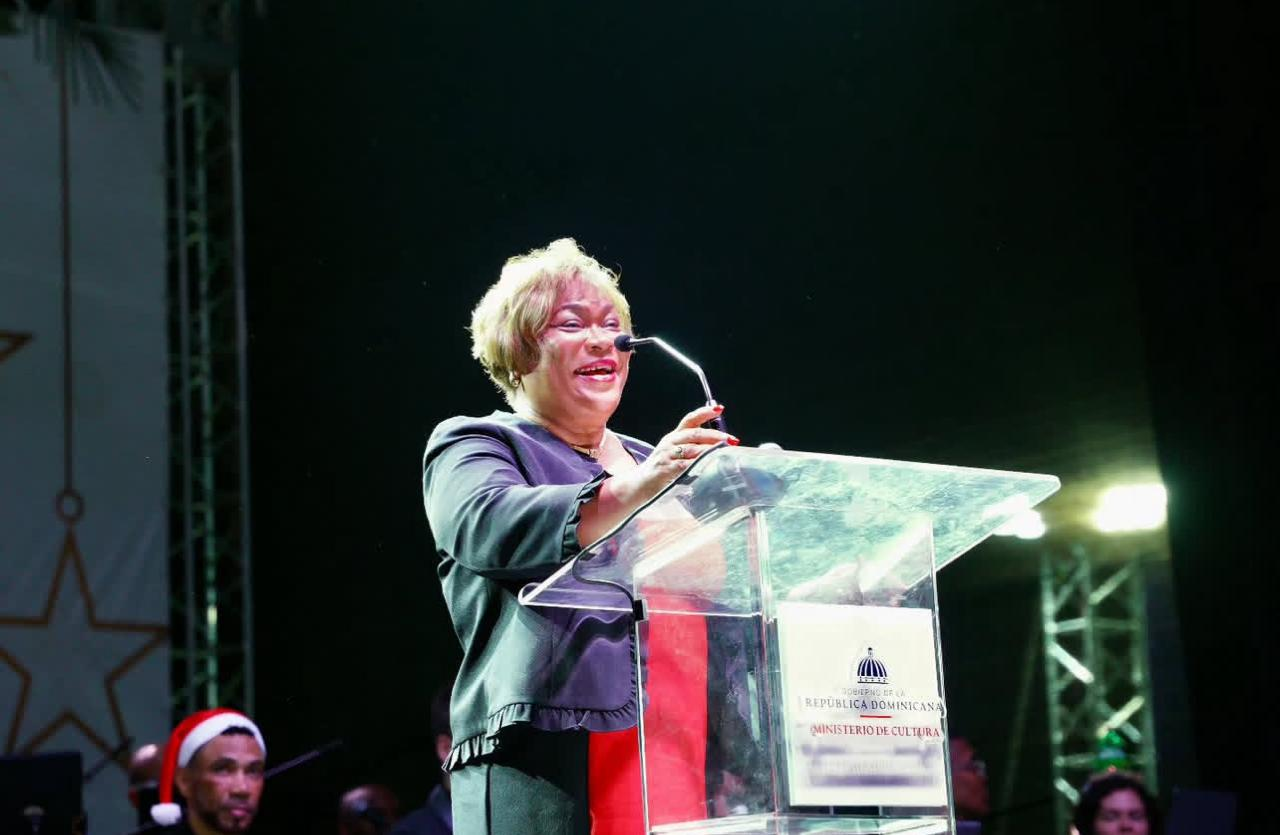 GOBIERNO DE LA
REPÚBLICA DOMINICANA
MINISTERIO DE CULTURA